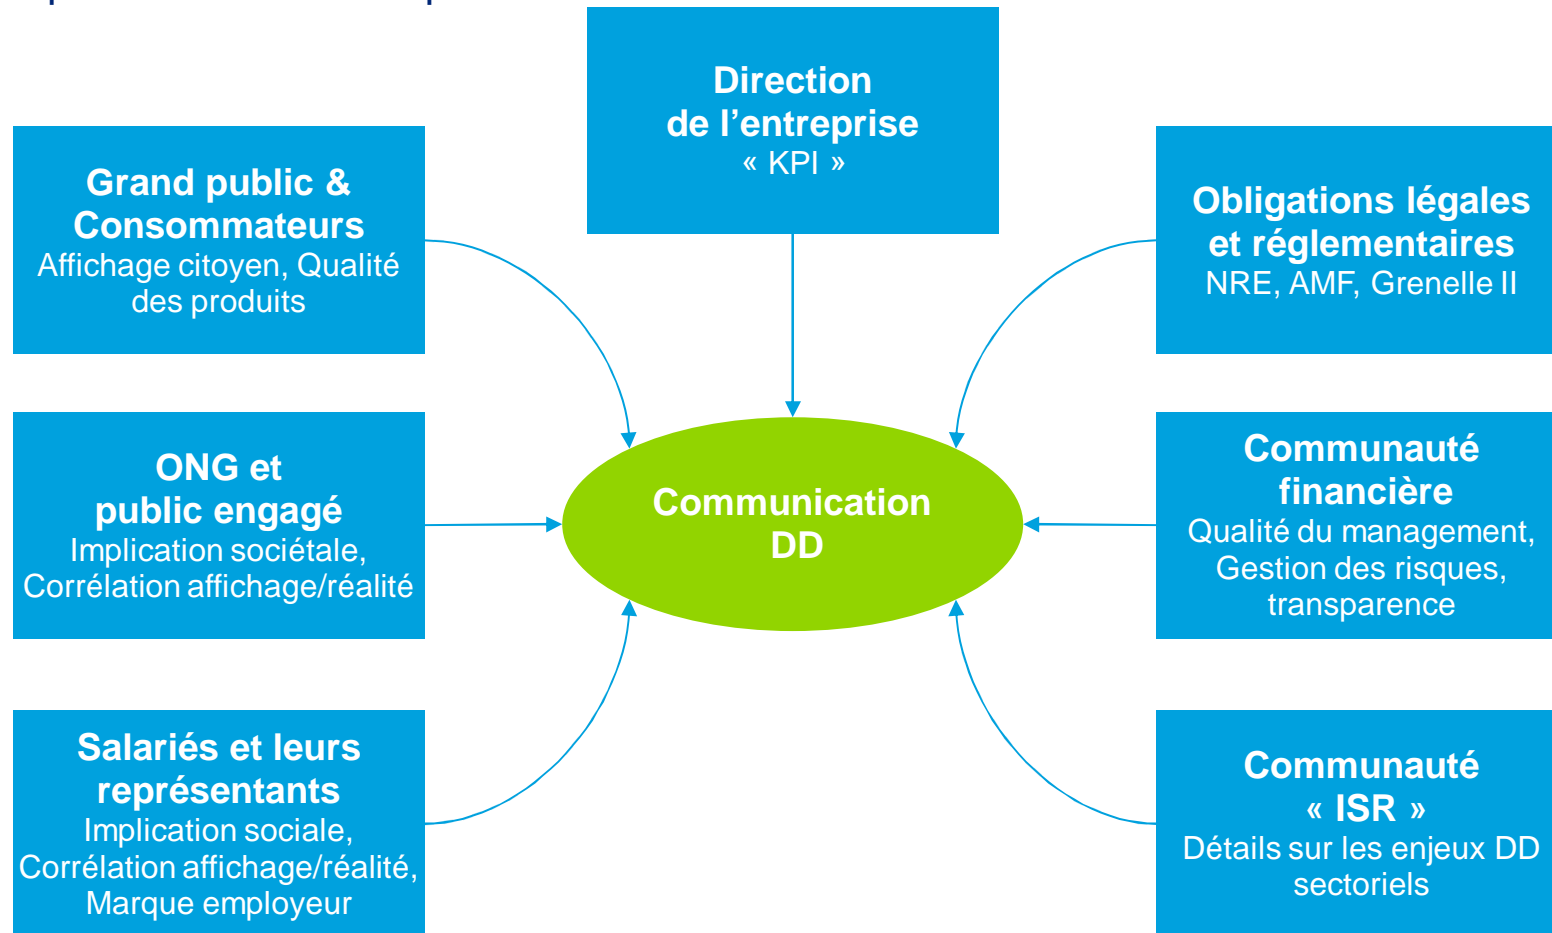 Direction
de l’entreprise
« KPI »
Grand public &
Consommateurs
Affichage citoyen, Qualité
des produits
Obligations légales
et réglementaires
NRE, AMF, Grenelle II
ONG et
public engagé
Implication sociétale,
Corrélation affichage/réalité
Communication
DD
Communauté
financière
Qualité du management,
Gestion des risques,
transparence
Salariés et leurs
représentants
Implication sociale,
Corrélation affichage/réalité,
Marque employeur
Communauté
« ISR »
Détails sur les enjeux DD
sectoriels